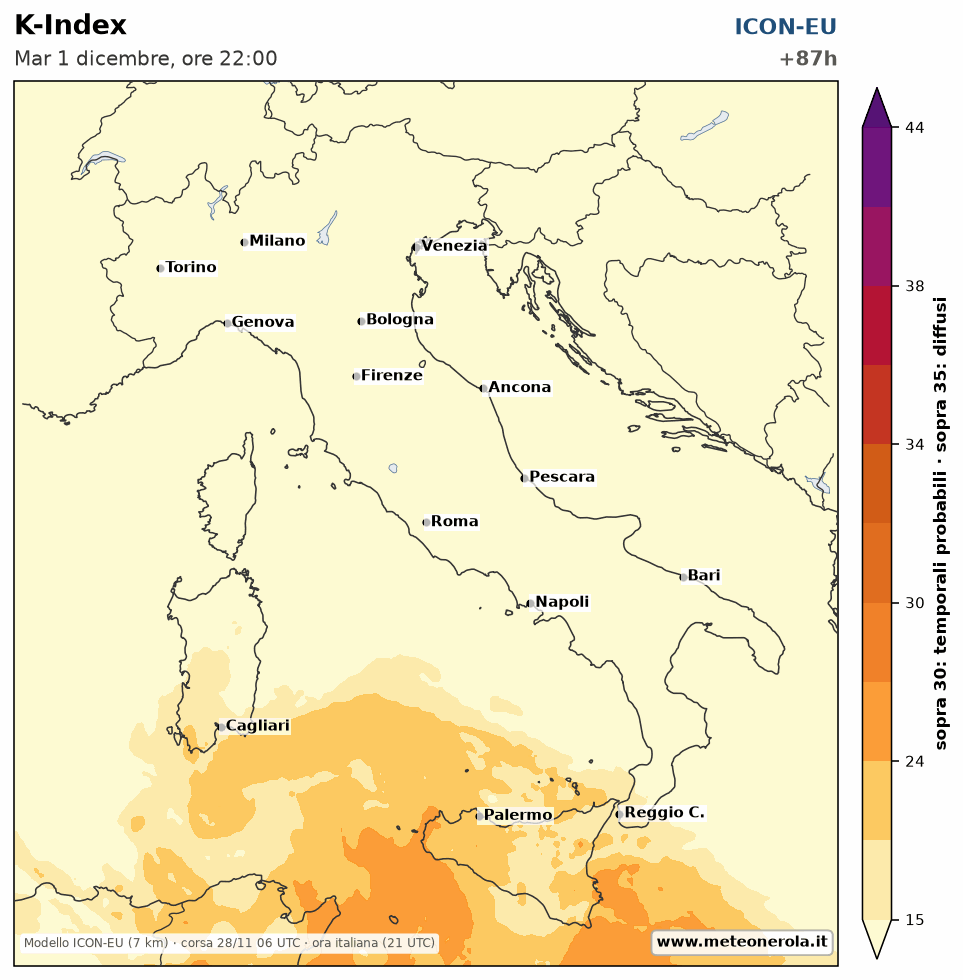 K-Index
ICON-EU
Mar 1 dicembre, ore 22:00
+87h
44
38
34
30
24
15
sopra 30: temporali probabili · sopra 35: diffusi
Milano
Venezia
Torino
Genova
Bologna
Firenze
Ancona
Pescara
Roma
Bari
Napoli
Cagliari
Palermo
Reggio C.
Modello ICON-EU (7 km) · corsa 28/11 06 UTC · ora italiana (21 UTC)
www.meteonerola.it